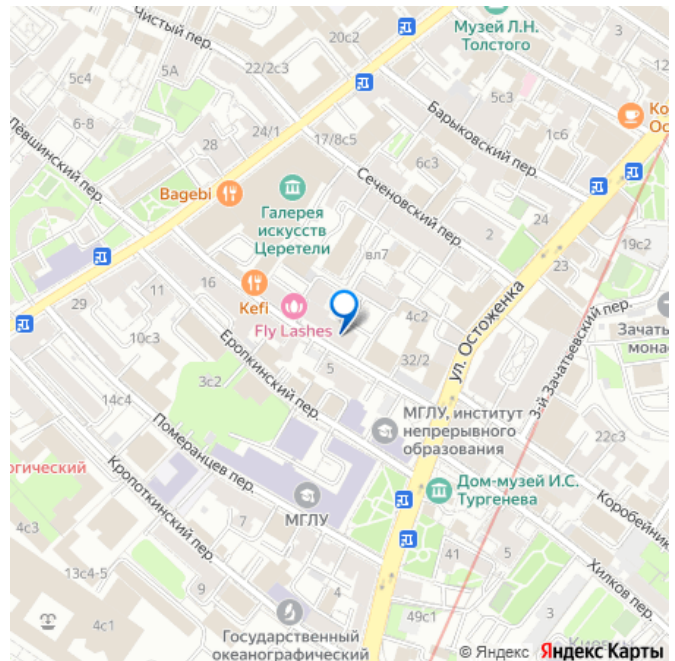 Чистый пер.
20с2
Музей Л.Н.
Толстого
3
12
5с4
5А
22/2с3
5с3
Ко
Ос
6-8
24/1
17/8с5
Барыковский пер.
1с6
28
6с3
Лёвшинский пер.
Bagebi
Сеченовский пер.
Галерея
искусств
Церетели
24
2
19с2
вл7
23
11
16
Kefi
29
Fly Lashes
4с2
ул. Остоженка
3-й Зачатьевский пер.
Зачать
мона
10с3
32/2
5
Еропкинский пер.
3с2
14с4
МГЛУ, институт
непрерывного
образования
22с3
Померанцев пер.
огический
Кропоткинский пер.
Дом-музей И.С.
Тургенева
МГЛУ
Коробейник
4с3
41
5
Хилков пер.
13с4-5
9
49с1
3
4с1
Государственный
океанографический
© Яндекс Яндекс Карты